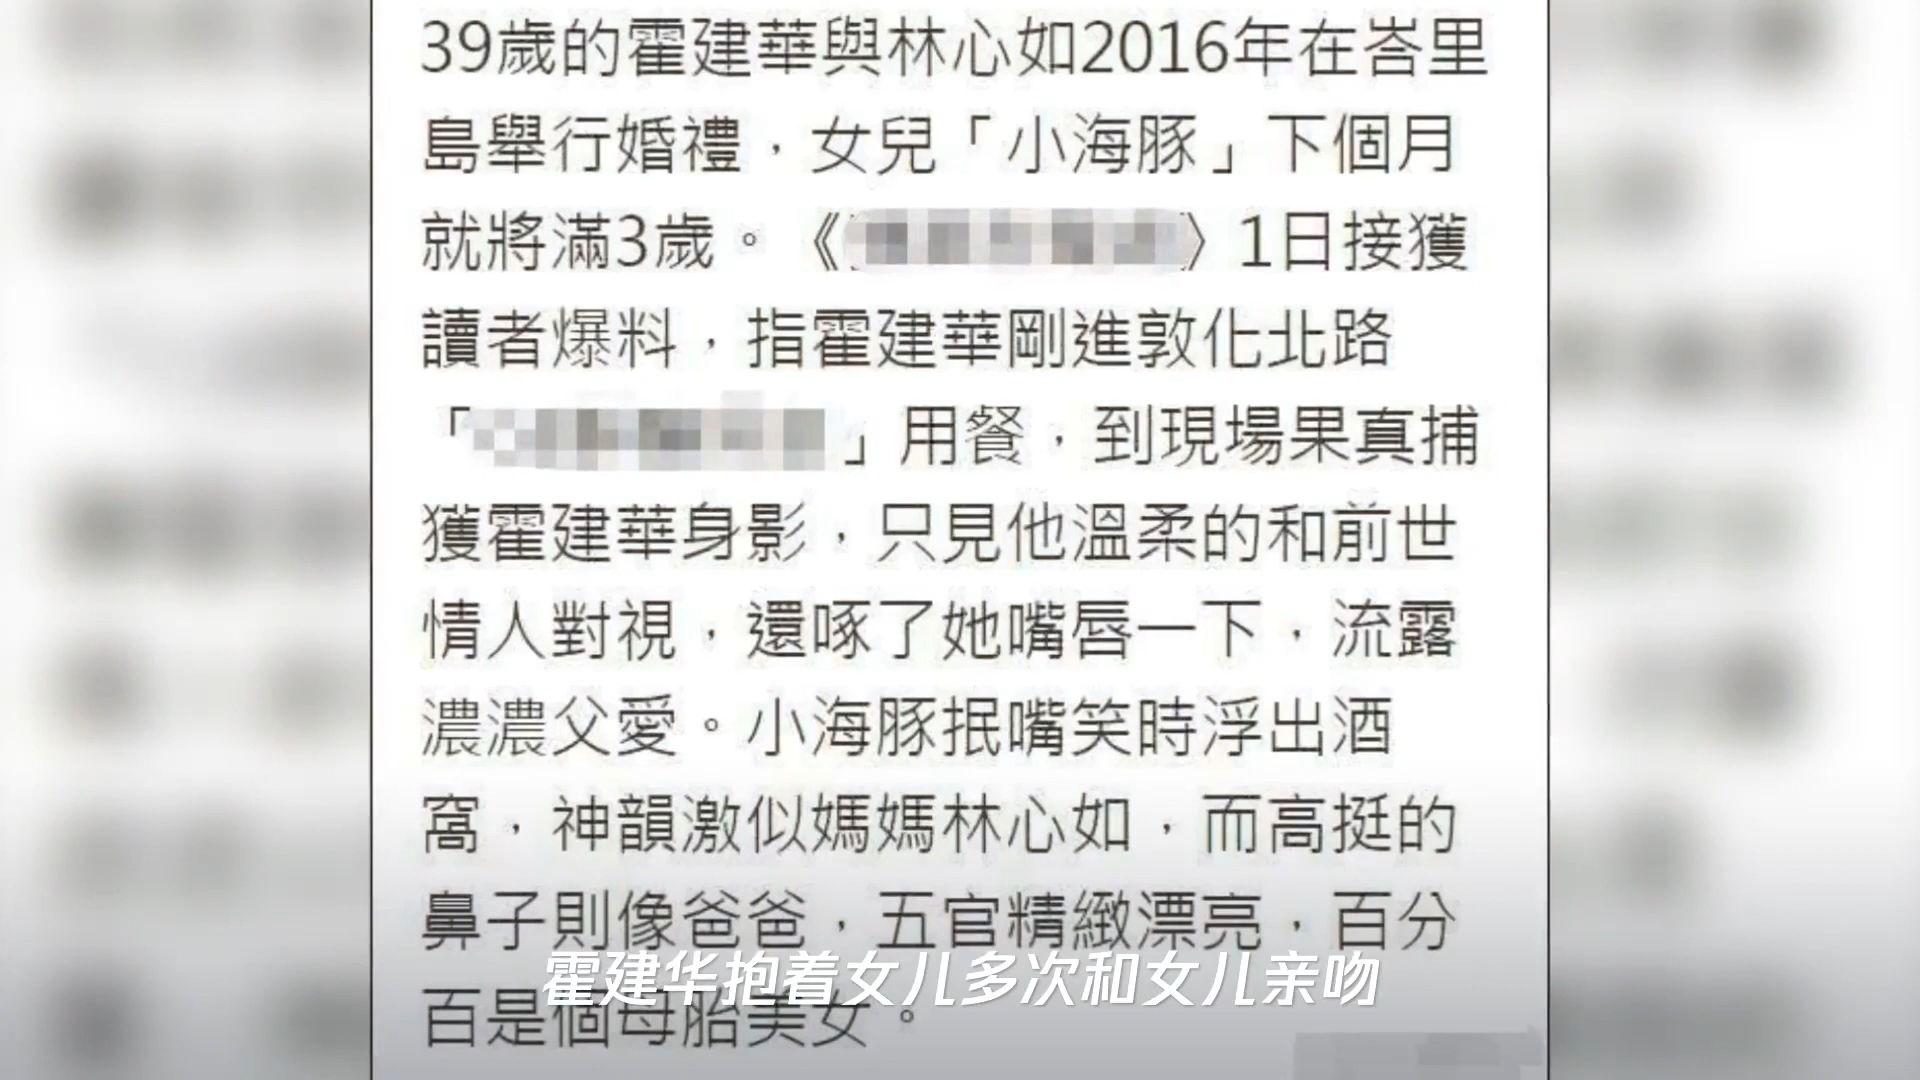 39歲的霍建華與林心如2016年在峇里
島舉行婚禮，女兒「小海豚」下個月
就將滿3歲。《》1日接獲
讀者爆料，指霍建華剛進敦化北路
「」用餐，到現場果真捕
獲霍建華身影，只見他溫柔的和前世
情人對視，還啄了她嘴唇一下，流露
濃濃父愛。小海豚抿嘴笑時浮出酒
窩，神韻激似媽媽林心如，而高挺的
鼻子則像爸爸，五官精緻漂亮，百分
百是個母胎美女。
霍建华抱着女儿多次和女儿亲吻